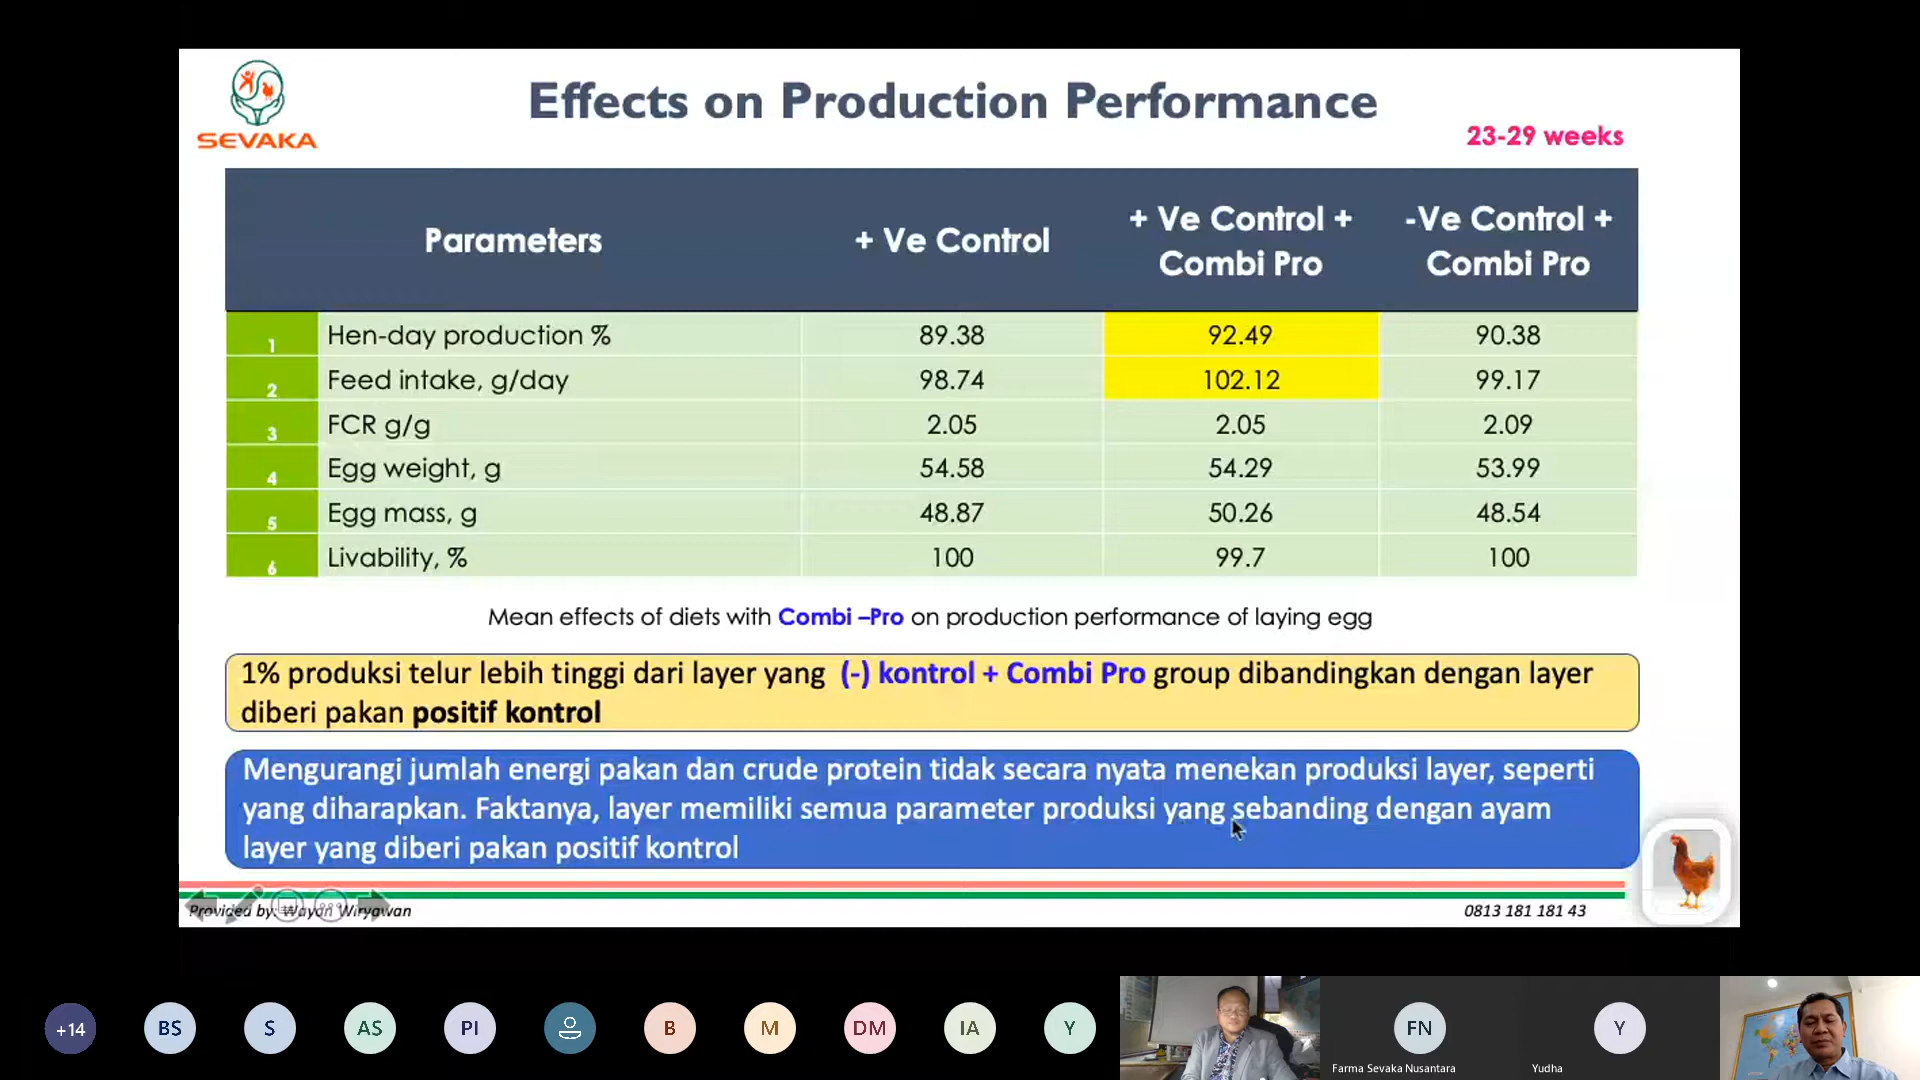 SEVAKA
Effects on Production Performance
23-29 weeks
Parameters + Ve Control + Ve Control + Combi Pro -Ve Control + Combi Pro
1 Hen-day production % 89.38 92.49 90.38
2 Feed intake, g/day 98.74 102.12 99.17
3 FCR g/g 2.05 2.05 2.09
4 Egg weight, g 54.58 54.29 53.99
5 Egg mass, g 48.87 50.26 48.54
6 Livability, % 100 99.7 100
Mean effects of diets with Combi –Pro on production performance of laying egg
1% produksi telur lebih tinggi dari layer yang (-) kontrol + Combi Pro group dibandingkan dengan layer
diberi pakan positif kontrol
Mengurangi jumlah energi pakan dan crude protein tidak secara nyata menekan produksi layer, seperti
yang diharapkan. Faktanya, layer memiliki semua parameter produksi yang sebanding dengan ayam
layer yang diberi pakan positif kontrol
Provided by: Wayan Wiryawan
0813 181 181 43
+14 BS S AS PI B M DM IA Y FN Y
Farma Sevaka Nusantara Yudha